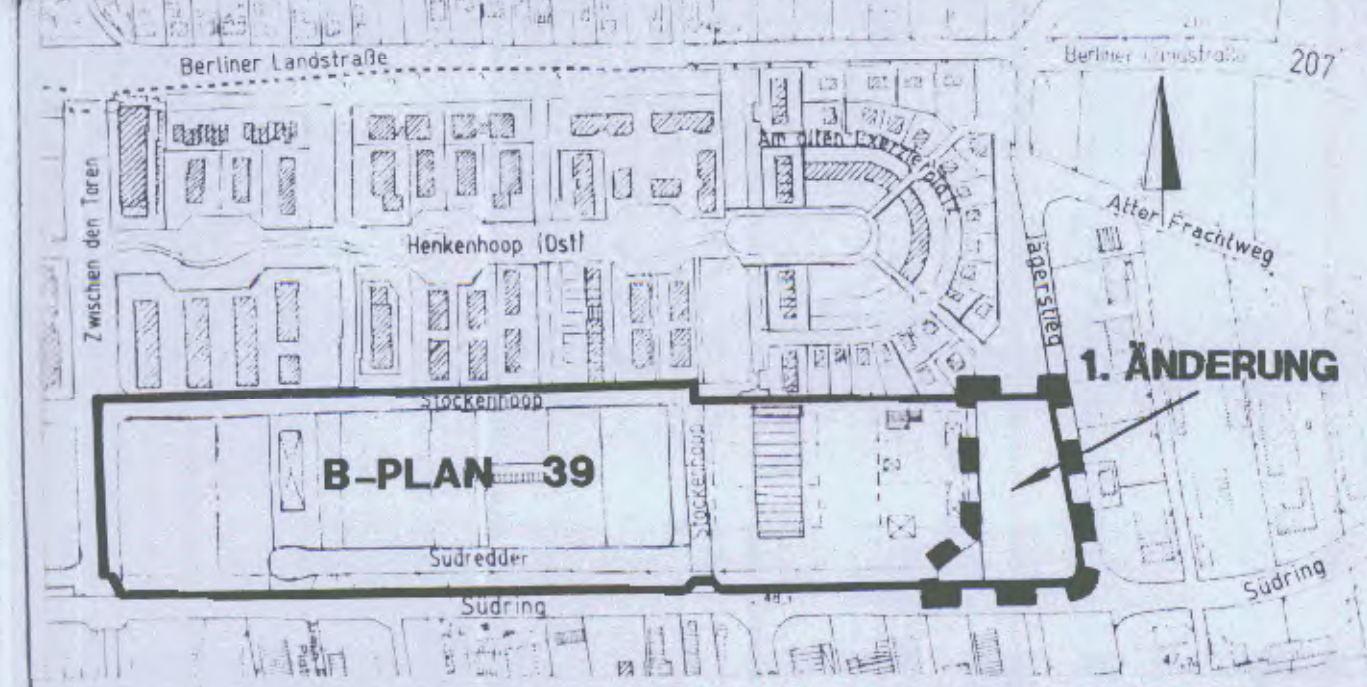 Berliner Landstraße
Berliner Landstraße
207
Zwischen den Toren
Am alten Exerzierplatz
Henkenhoop (Ost)
Alter Frachtweg
Jägerstieg
1. ÄNDERUNG
Stockenhoop
B-PLAN 39
Stockenhoop
Südredder
Südring
Südring